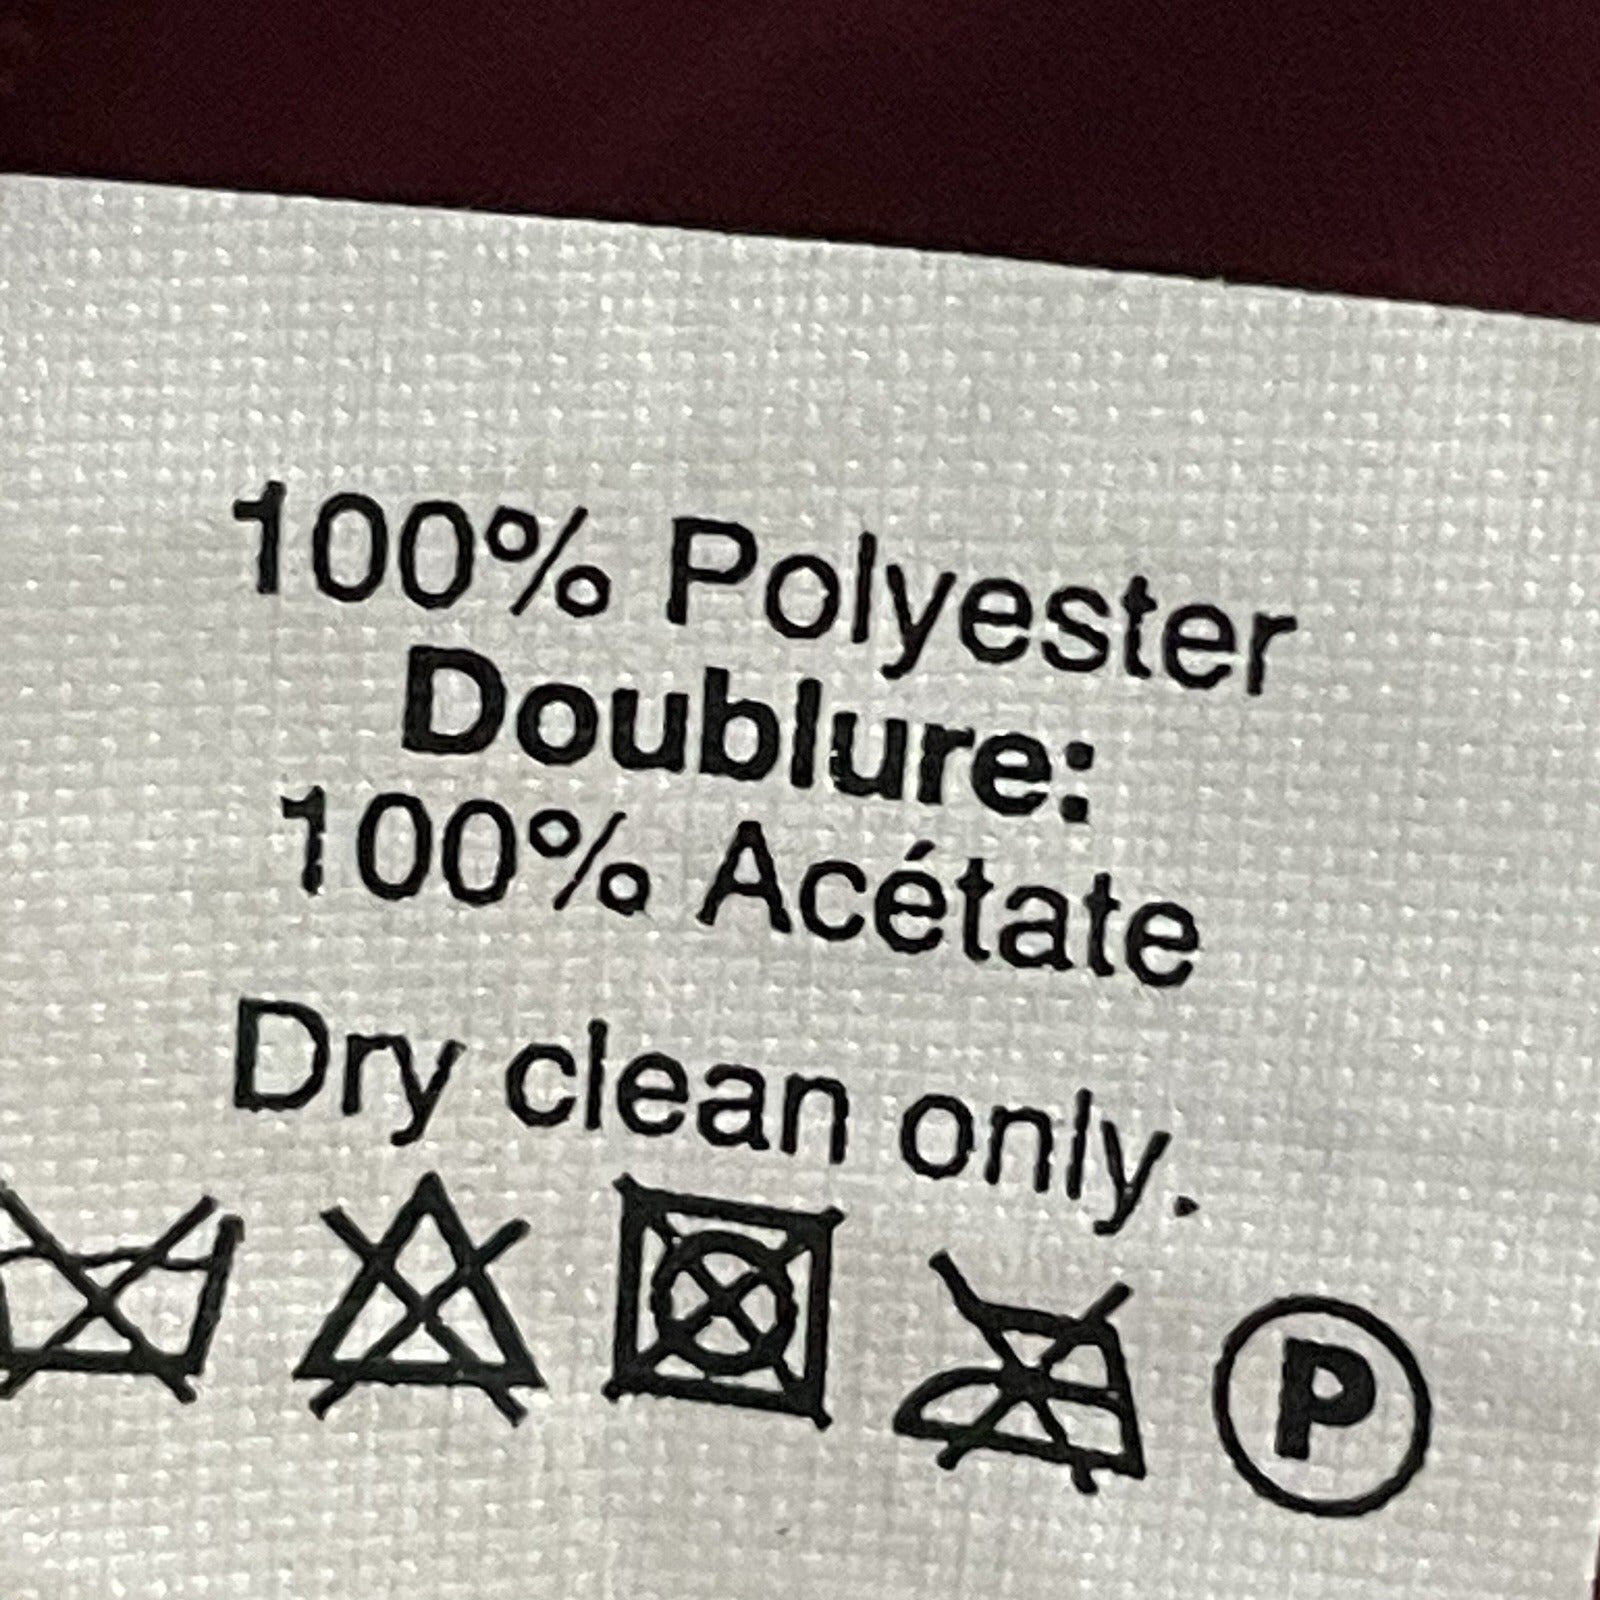 100% Polyester
Doublure:
100% Acétate
Dry clean only.
P